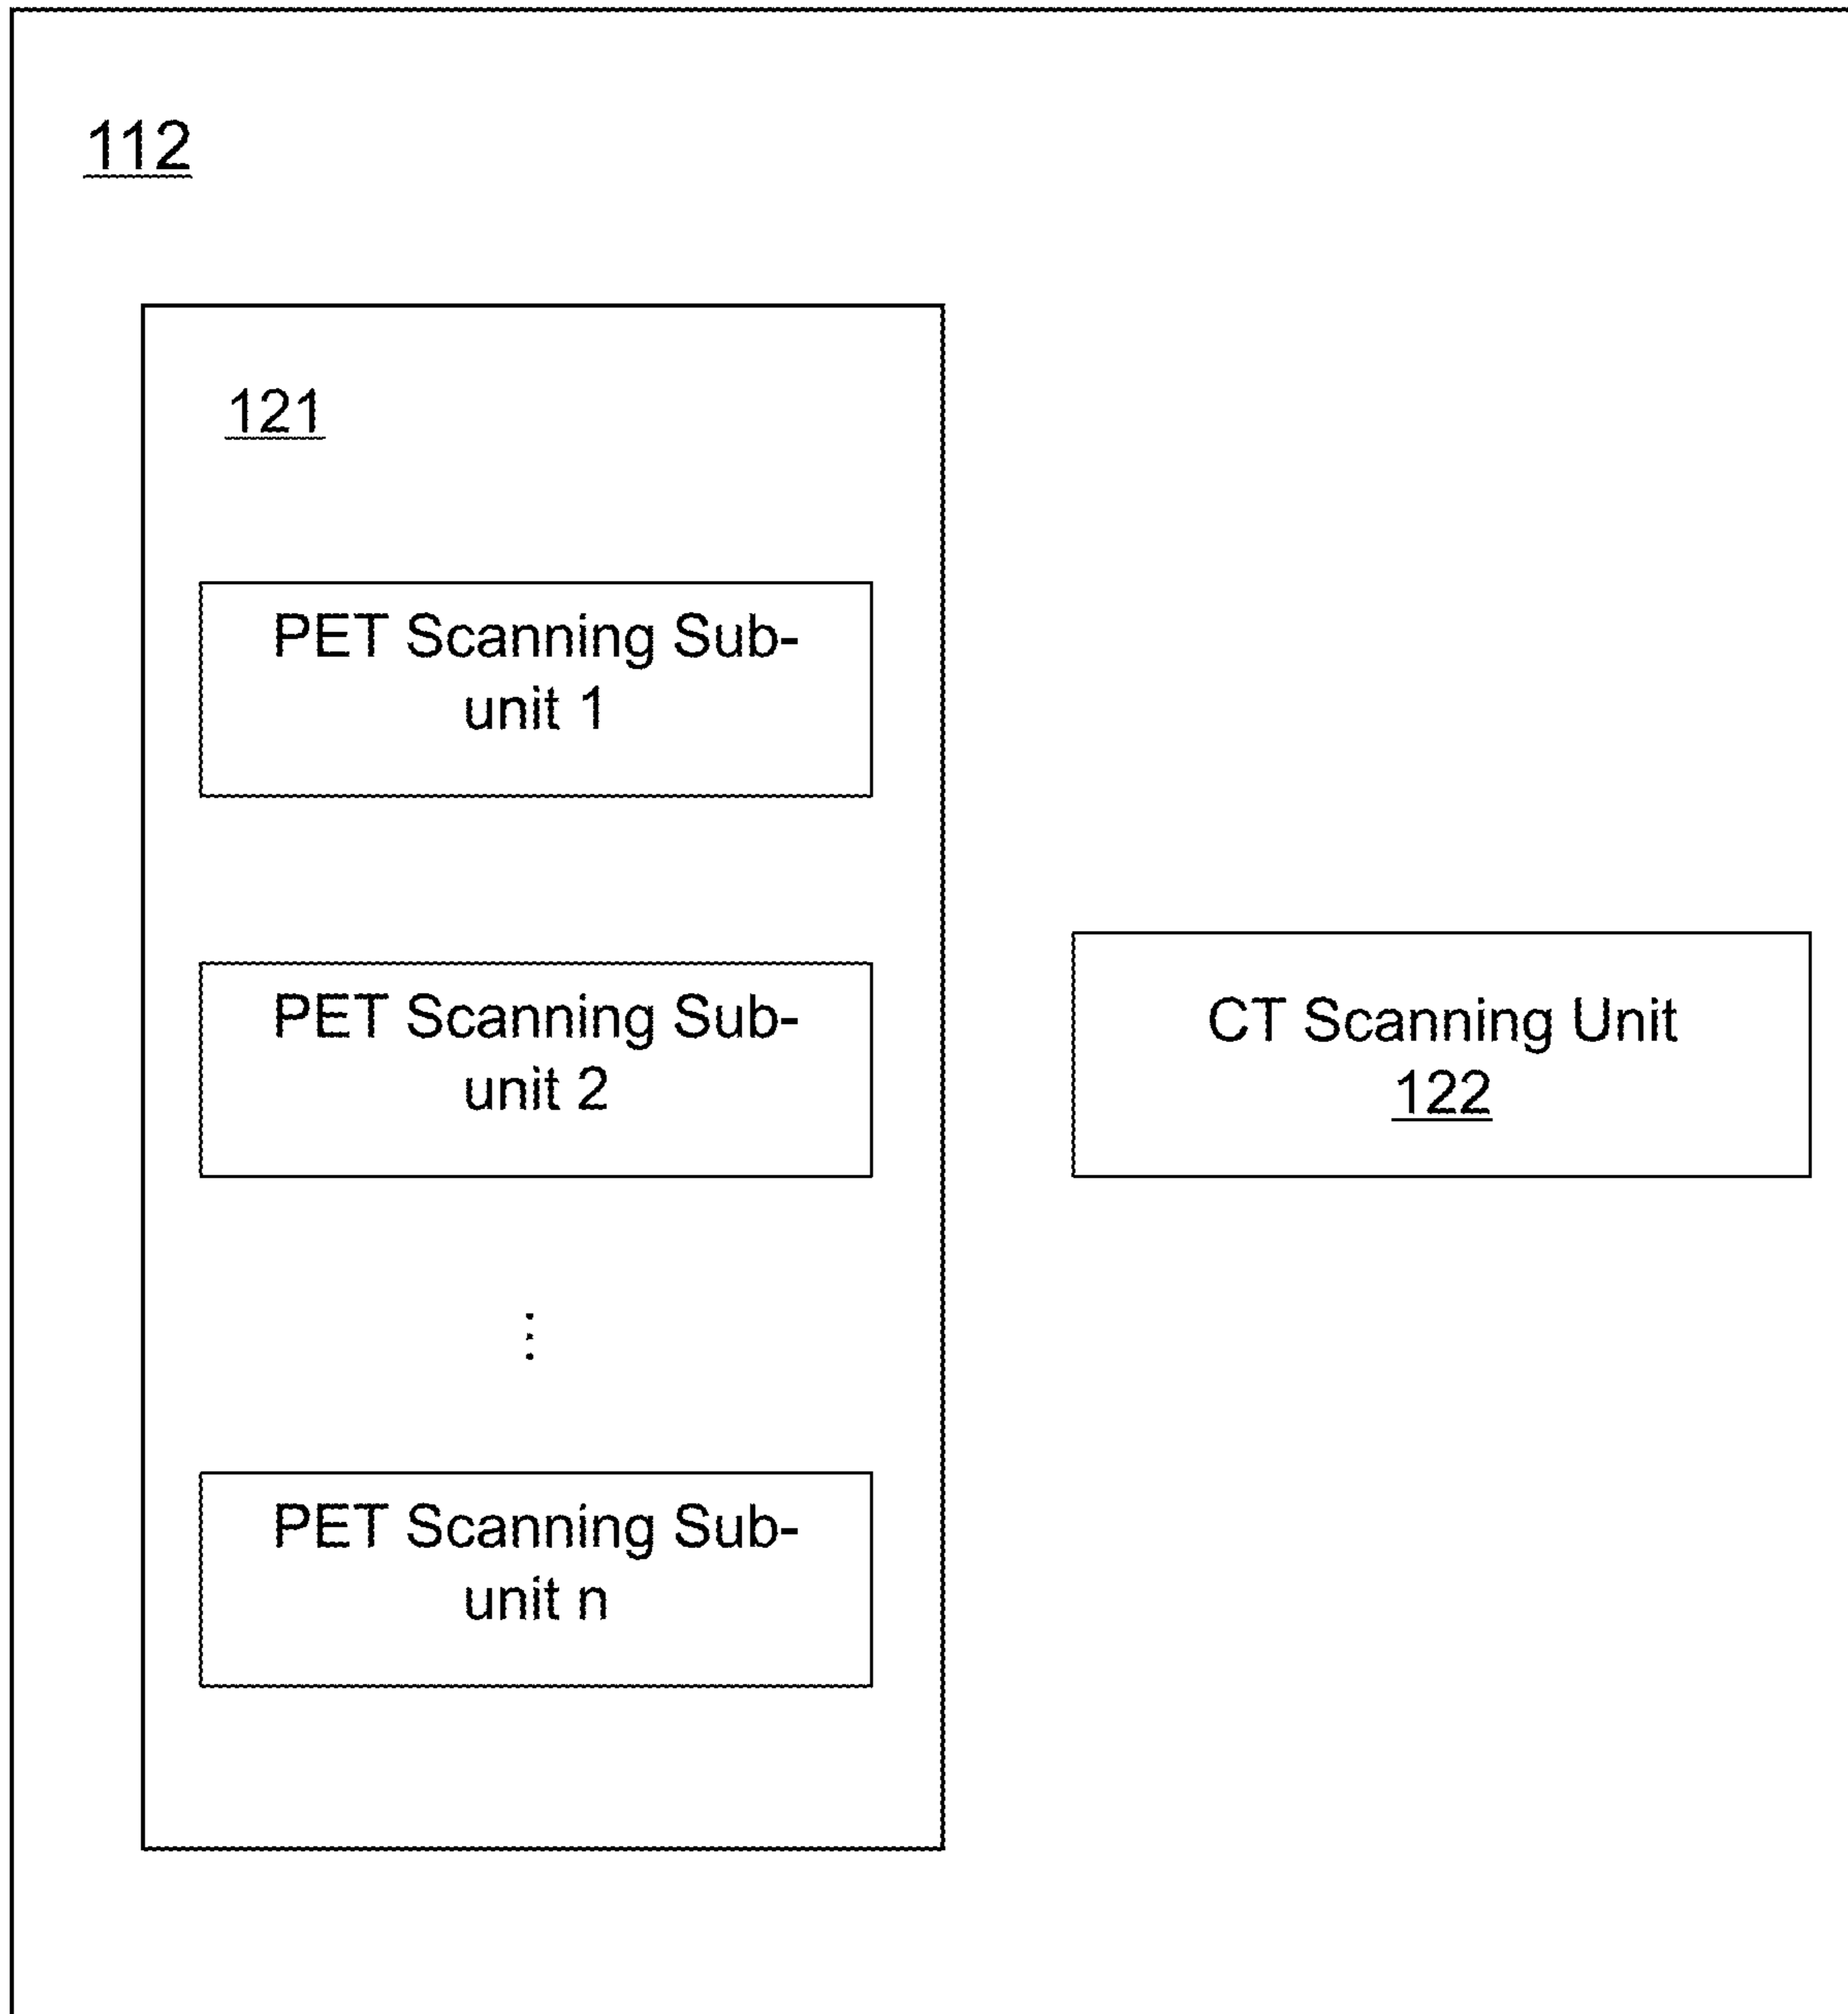 112
121
PET Scanning Sub-
unit 1
PET Scanning Sub-
unit 2
⋮
PET Scanning Sub-
unit n
CT Scanning Unit
122